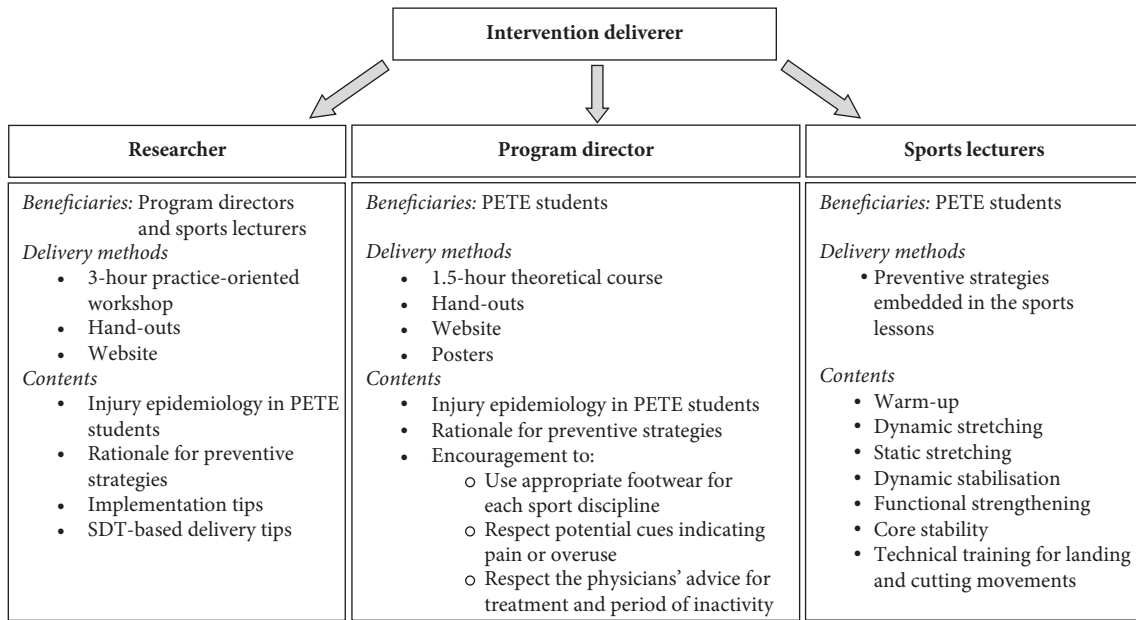 Intervention deliverer
Researcher
Beneficiaries: Program directors
and sports lecturers
Delivery methods
• 3-hour practice-oriented
workshop
• Hand-outs
• Website
Contents
• Injury epidemiology in PETE
students
• Rationale for preventive
strategies
• Implementation tips
• SDT-based delivery tips
Program director
Beneficiaries: PETE students
Delivery methods
• 1.5-hour theoretical course
• Hand-outs
• Website
• Posters
Contents
• Injury epidemiology in PETE students
• Rationale for preventive strategies
• Encouragement to:
○ Use appropriate footwear for
each sport discipline
○ Respect potential cues indicating
pain or overuse
○ Respect the physicians’ advice for
treatment and period of inactivity
Sports lecturers
Beneficiaries: PETE students
Delivery methods
• Preventive strategies
embedded in the sports
lessons
Contents
• Warm-up
• Dynamic stretching
• Static stretching
• Dynamic stabilisation
• Functional strengthening
• Core stability
• Technical training for landing
and cutting movements